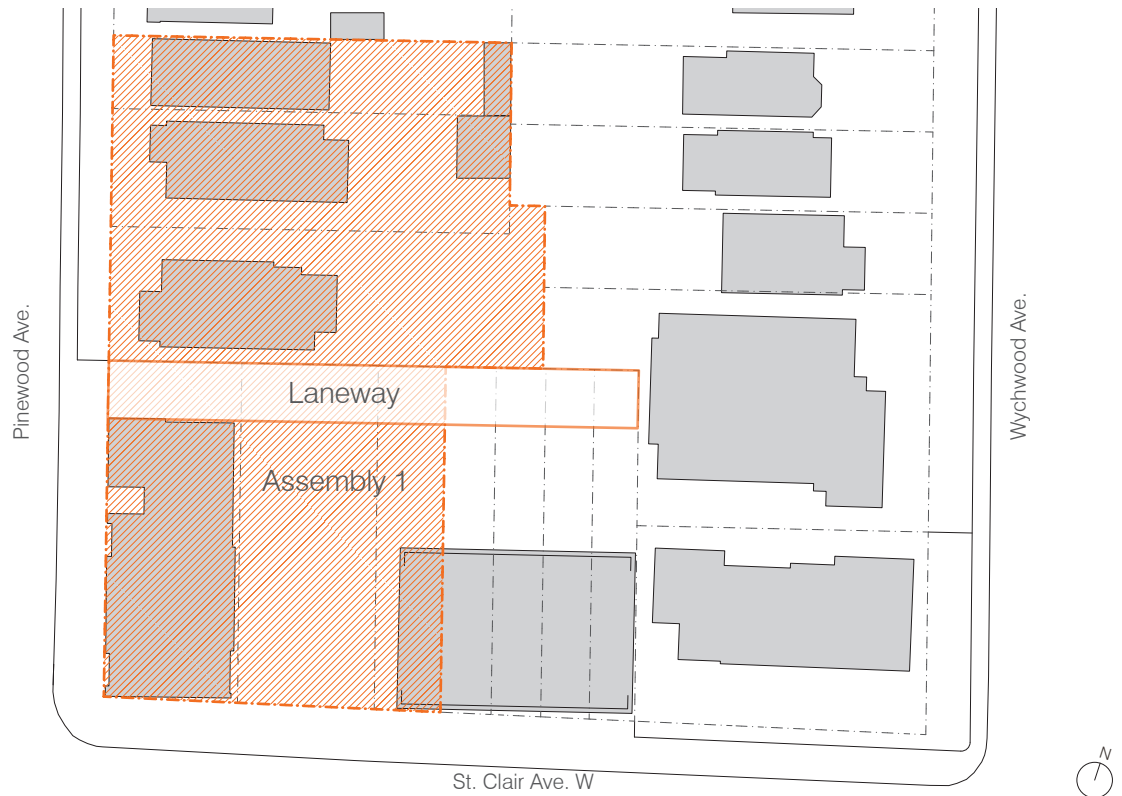 Pinewood Ave.
Laneway
Assembly 1
Wychwood Ave.
St. Clair Ave. W
N